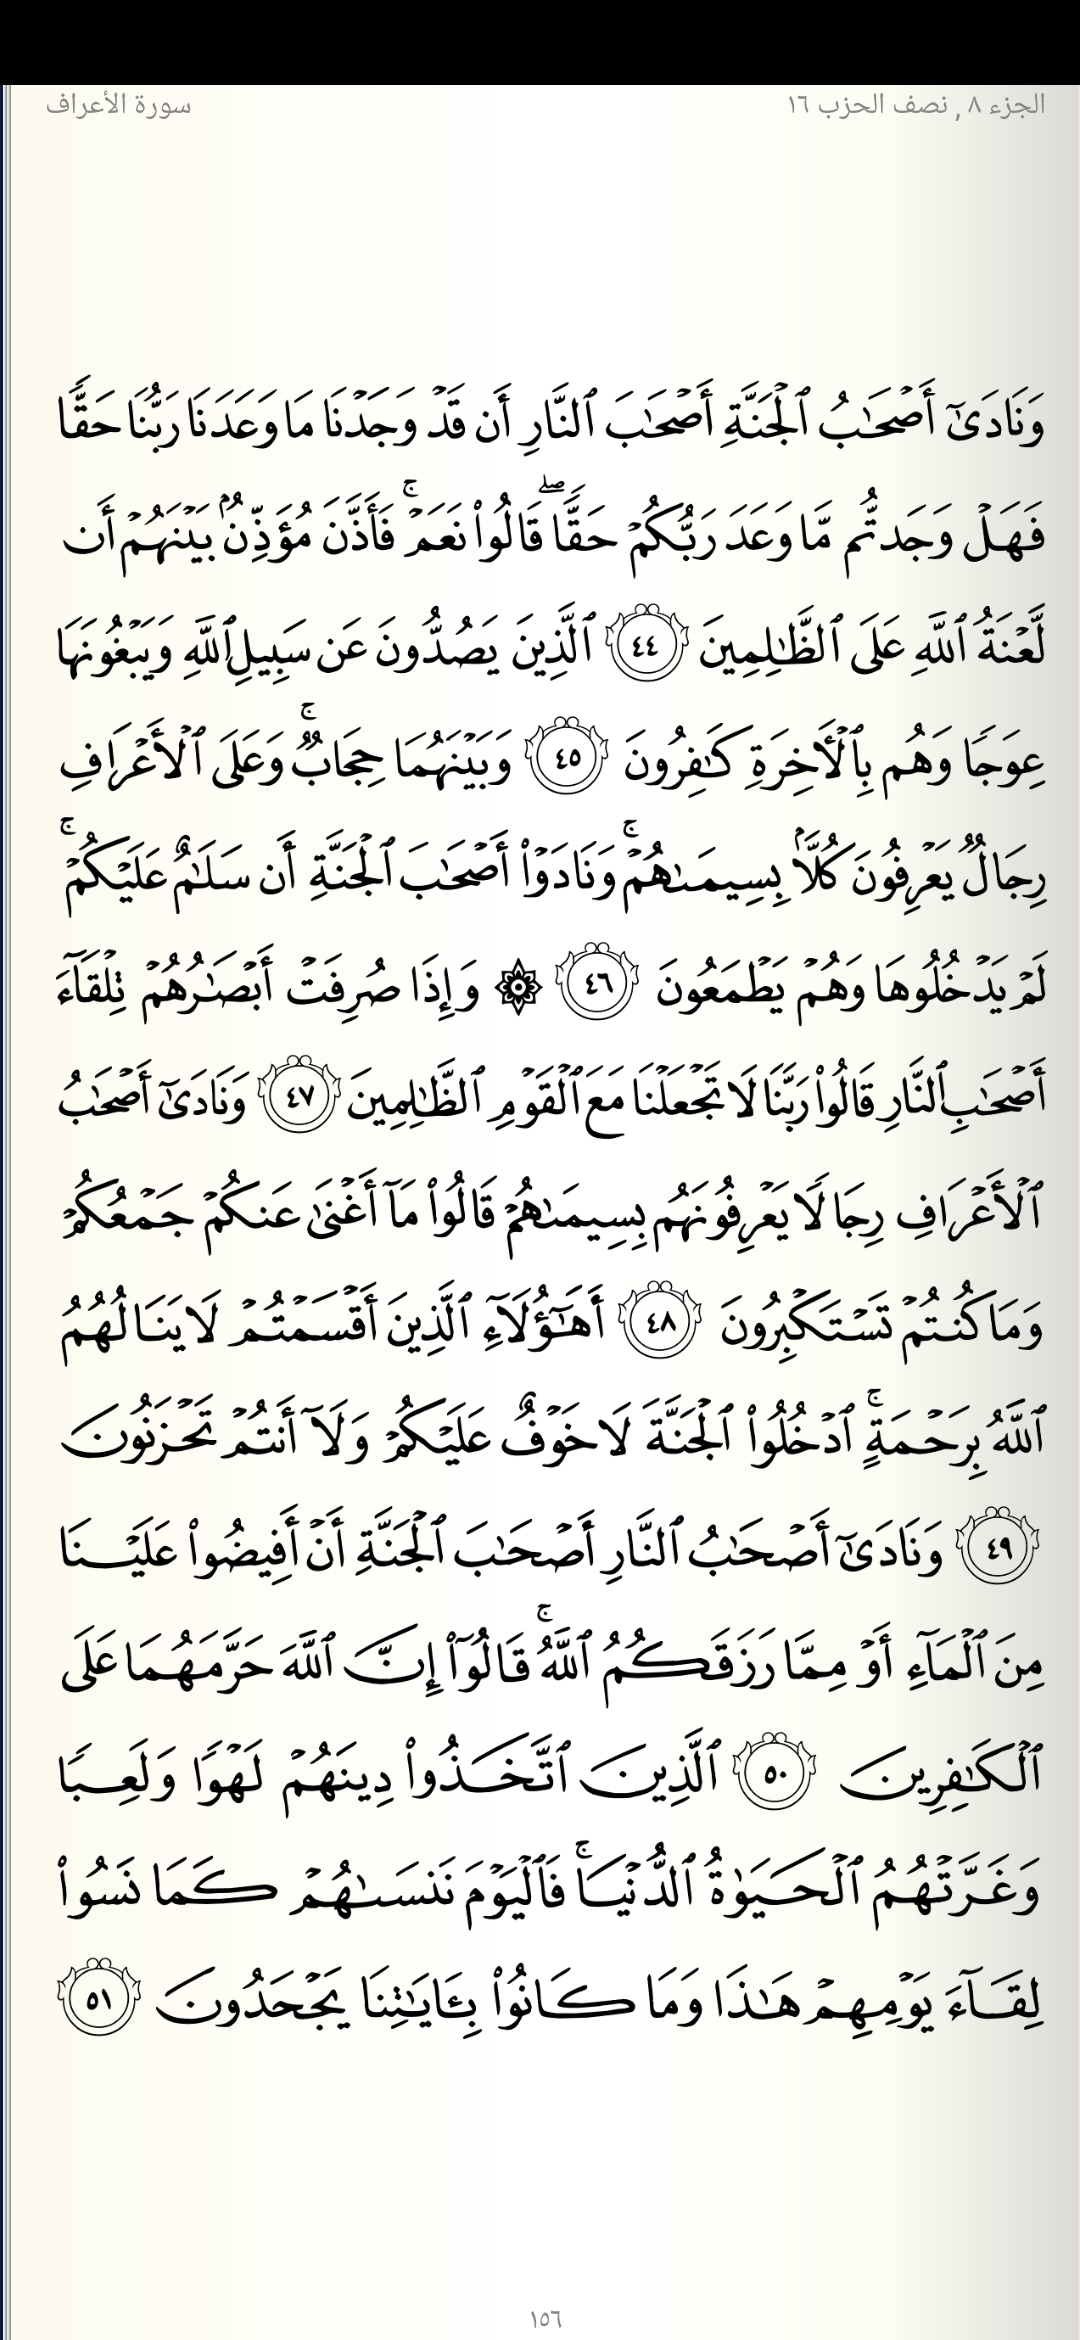 الجزء ٨ , نصف الحزب ١٦
سورة الأعراف
وَنَادَىٰٓ أَصْحَٰبُ ٱلْجَنَّةِ أَصْحَٰبَ ٱلنَّارِ أَن قَدْ وَجَدْنَا مَا وَعَدَنَا رَبُّنَا حَقًّا
فَهَلْ وَجَدتُّم مَّا وَعَدَ رَبُّكُمْ حَقًّا ۖ قَالُوا۟ نَعَمْ ۚ فَأَذَّنَ مُؤَذِّنٌۢ بَيْنَهُمْ أَن
لَّعْنَةُ ٱللَّهِ عَلَى ٱلظَّٰلِمِينَ ٤٤ ٱلَّذِينَ يَصُدُّونَ عَن سَبِيلِ ٱللَّهِ وَيَبْغُونَهَا
عِوَجًا وَهُم بِٱلْأَخِرَةِ كَٰفِرُونَ ٤٥ وَبَيْنَهُمَا حِجَابٌ ۚ وَعَلَى ٱلْأَعْرَافِ
رِجَالٌ يَعْرِفُونَ كُلًّۢا بِسِيمَىٰهُمْ ۚ وَنَادَوْا۟ أَصْحَٰبَ ٱلْجَنَّةِ أَن سَلَٰمٌ عَلَيْكُمْ ۚ
لَمْ يَدْخُلُوهَا وَهُمْ يَطْمَعُونَ ٤٦ ۞ وَإِذَا صُرِفَتْ أَبْصَٰرُهُمْ تِلْقَآءَ
أَصْحَٰبِ ٱلنَّارِ قَالُوا۟ رَبَّنَا لَا تَجْعَلْنَا مَعَ ٱلْقَوْمِ ٱلظَّٰلِمِينَ ٤٧ وَنَادَىٰٓ أَصْحَٰبُ
ٱلْأَعْرَافِ رِجَالًا يَعْرِفُونَهُم بِسِيمَىٰهُمْ قَالُوا۟ مَآ أَغْنَىٰ عَنكُمْ جَمْعُكُمْ
وَمَا كُنتُمْ تَسْتَكْبِرُونَ ٤٨ أَهَٰٓؤُلَآءِ ٱلَّذِينَ أَقْسَمْتُمْ لَا يَنَالُهُمُ
ٱللَّهُ بِرَحْمَةٍ ۚ ٱدْخُلُوا۟ ٱلْجَنَّةَ لَا خَوْفٌ عَلَيْكُمْ وَلَآ أَنتُمْ تَحْزَنُونَ
٤٩ وَنَادَىٰٓ أَصْحَٰبُ ٱلنَّارِ أَصْحَٰبَ ٱلْجَنَّةِ أَنْ أَفِيضُوا۟ عَلَيْنَا
مِنَ ٱلْمَآءِ أَوْ مِمَّا رَزَقَكُمُ ٱللَّهُ ۚ قَالُوٓا۟ إِنَّ ٱللَّهَ حَرَّمَهُمَا عَلَى
ٱلْكَٰفِرِينَ ٥٠ ٱلَّذِينَ ٱتَّخَذُوا۟ دِينَهُمْ لَهْوًا وَلَعِبًا
وَغَرَّتْهُمُ ٱلْحَيَوٰةُ ٱلدُّنْيَا ۚ فَٱلْيَوْمَ نَنسَىٰهُمْ كَمَا نَسُوا۟
لِقَآءَ يَوْمِهِمْ هَٰذَا وَمَا كَانُوا۟ بِـَٔايَٰتِنَا يَجْحَدُونَ ٥١
١٥٦